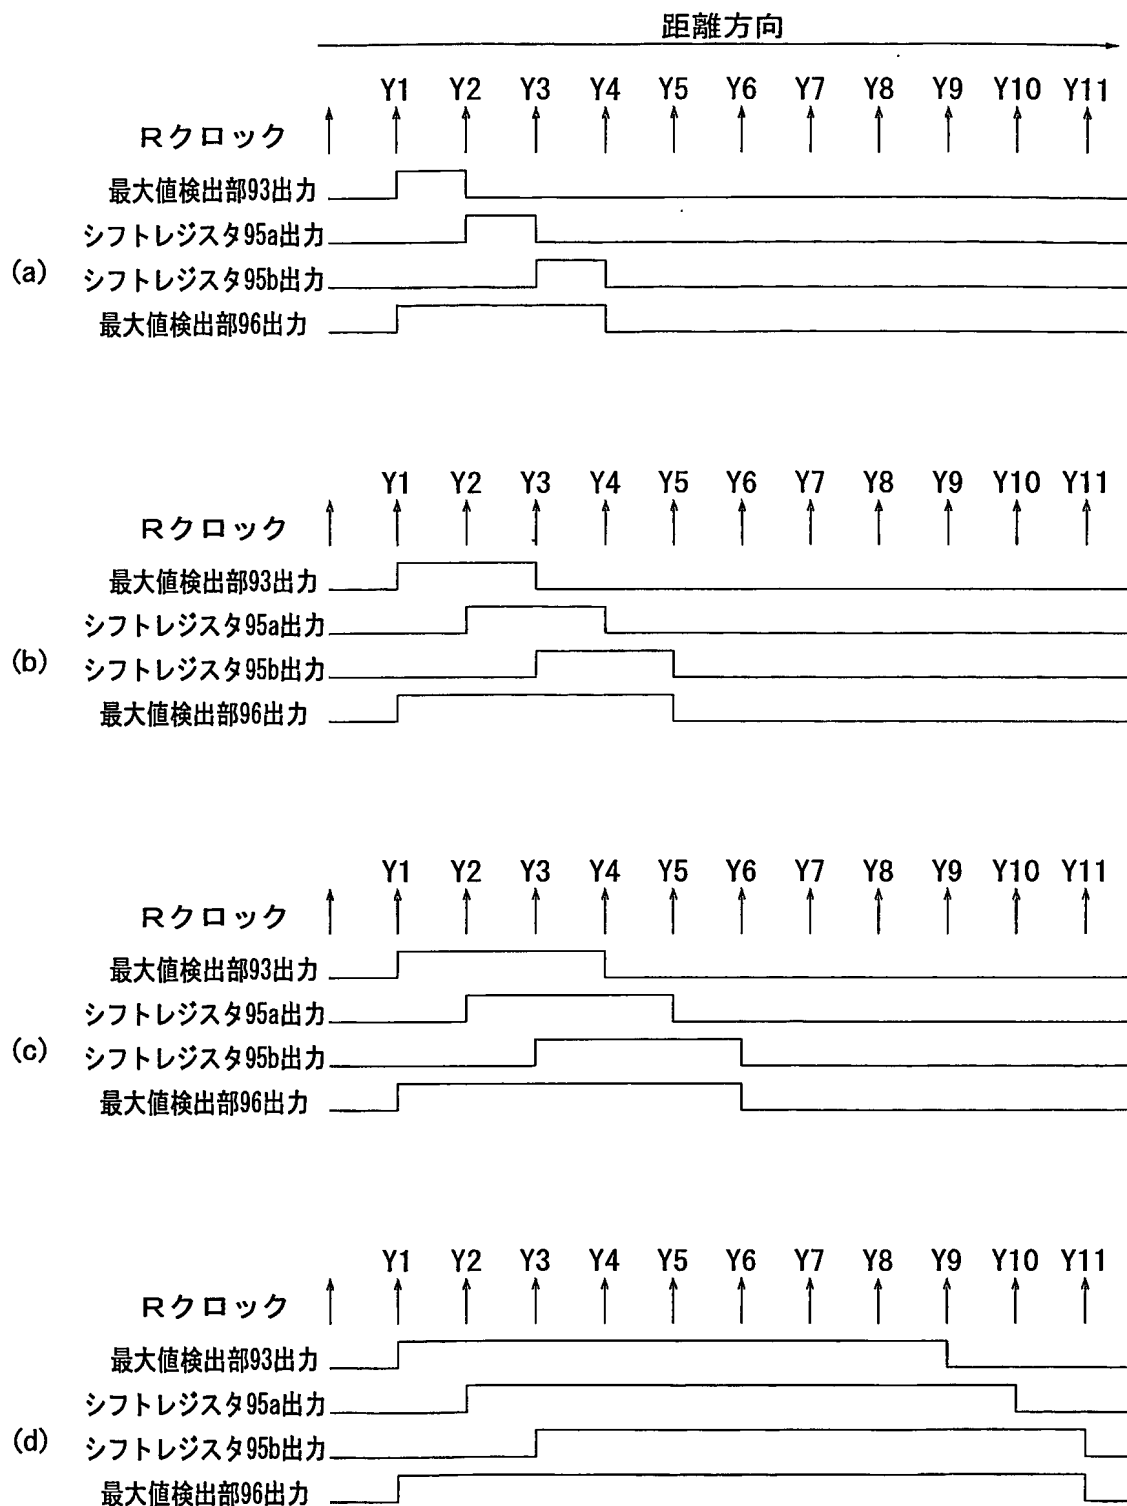 距離方向
Y1 Y2 Y3 Y4 Y5 Y6 Y7 Y8 Y9 Y10 Y11
Rクロック
最大値検出部93出力
シフトレジスタ95a出力
(a)
シフトレジスタ95b出力
最大値検出部96出力
Y1 Y2 Y3 Y4 Y5 Y6 Y7 Y8 Y9 Y10 Y11
Rクロック
最大値検出部93出力
シフトレジスタ95a出力
(b)
シフトレジスタ95b出力
最大値検出部96出力
Y1 Y2 Y3 Y4 Y5 Y6 Y7 Y8 Y9 Y10 Y11
Rクロック
最大値検出部93出力
シフトレジスタ95a出力
(c)
シフトレジスタ95b出力
最大値検出部96出力
Y1 Y2 Y3 Y4 Y5 Y6 Y7 Y8 Y9 Y10 Y11
Rクロック
最大値検出部93出力
シフトレジスタ95a出力
(d)
シフトレジスタ95b出力
最大値検出部96出力